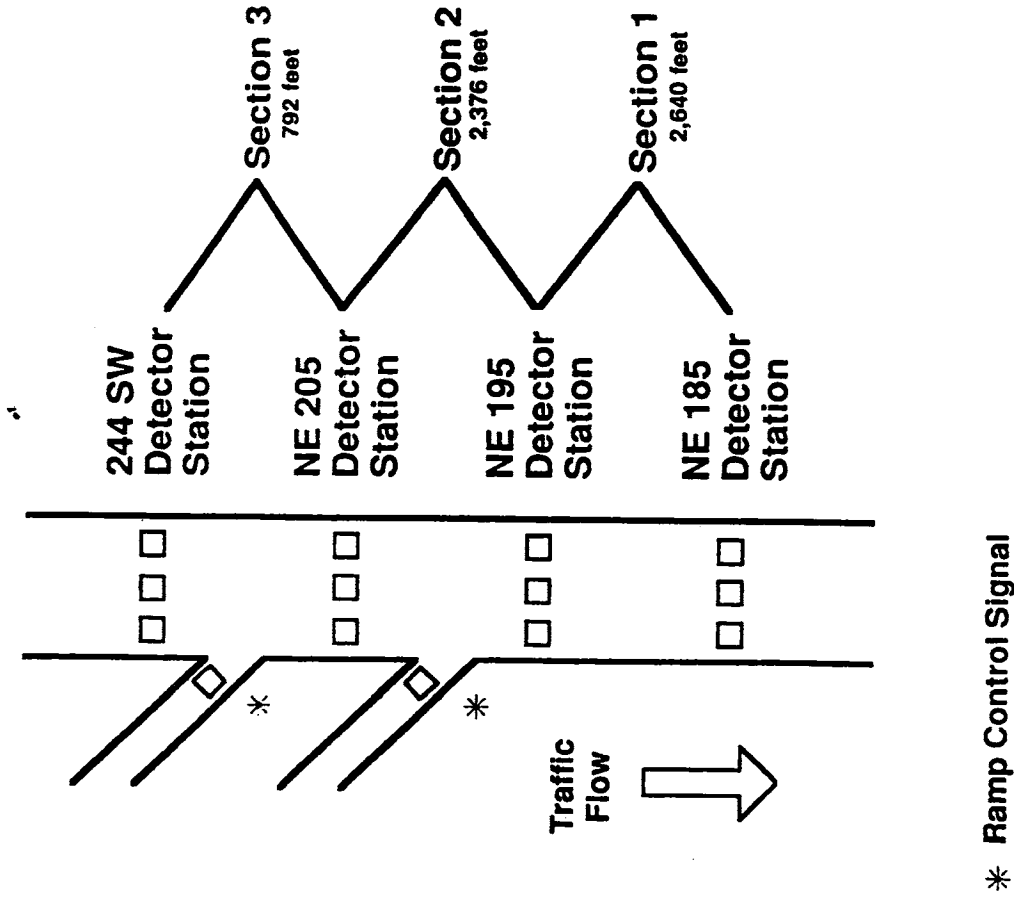 244 SW
Detector
Station
Section 3
792 feet
NE 205
Detector
Station
Section 2
2,376 feet
NE 195
Detector
Station
Section 1
2,640 feet
NE 185
Detector
Station
Traffic
Flow
* Ramp Control Signal